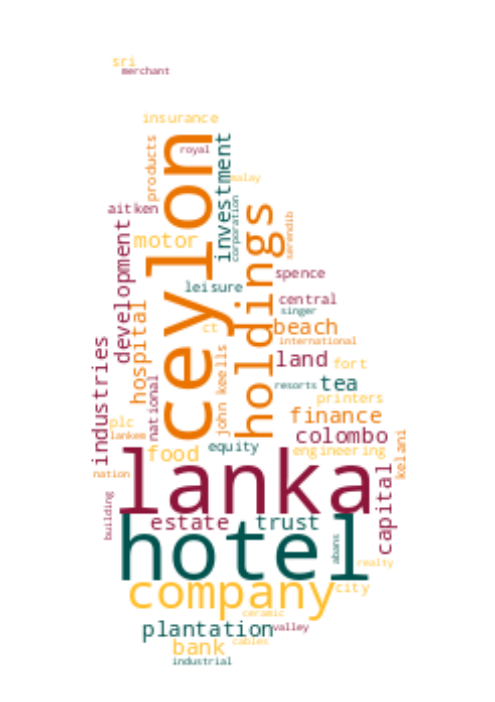 sri
merchant
insurance
royal
products
ceylon
investment
malay
corporation
aitken
motor
holdings
serendib
development
leisure
spence
central
singer
hospital
ct
beach
international
industries
national
john keells
land
fort
resorts
tea
printers
plc
finance
lankem
colombo
equity
food
engineering
kelani
nation
lanka
capital
building
estate
trust
hotel
abans
realty
company
city
ceramic
plantation
valley
bank
cables
industrial